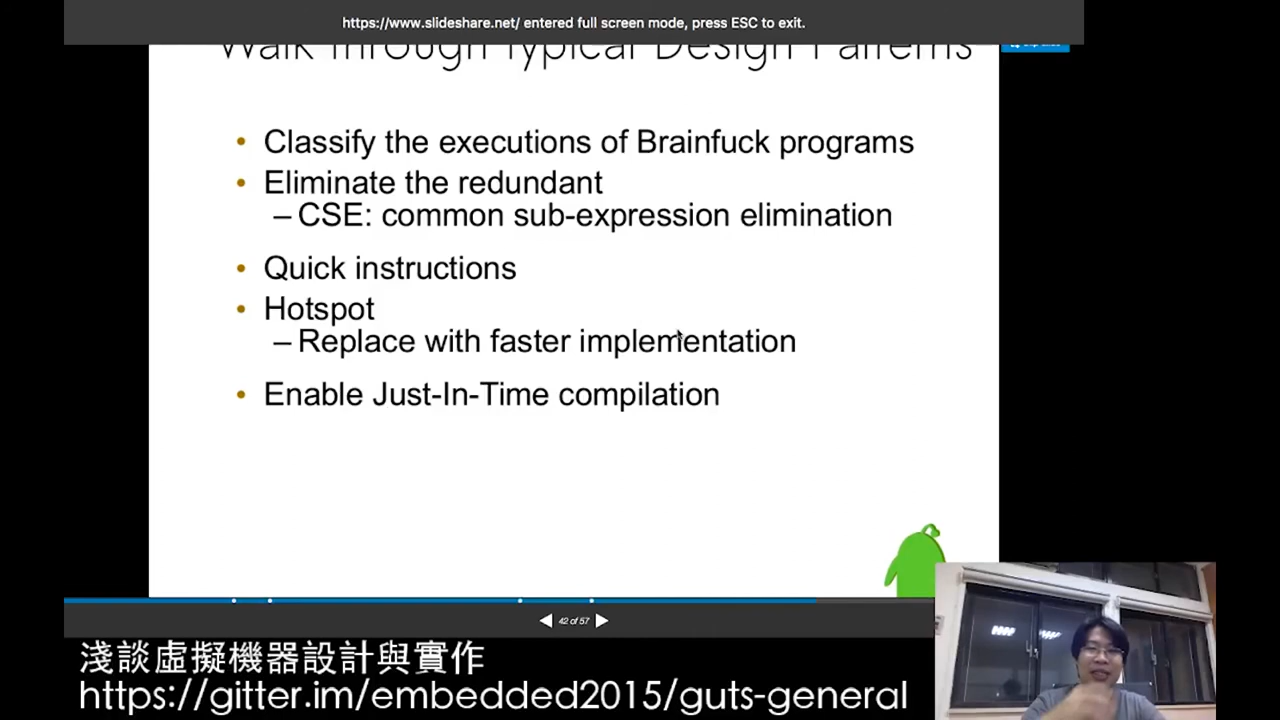 https://www.slideshare.net/ entered full screen mode, press ESC to exit.
Walk Through Typical Design Patterns
• Classify the executions of Brainfuck programs
• Eliminate the redundant
– CSE: common sub-expression elimination
• Quick instructions
• Hotspot
– Replace with faster implementation
• Enable Just-In-Time compilation
42 of 57
淺談虛擬機器設計與實作
https://gitter.im/embedded2015/guts-general